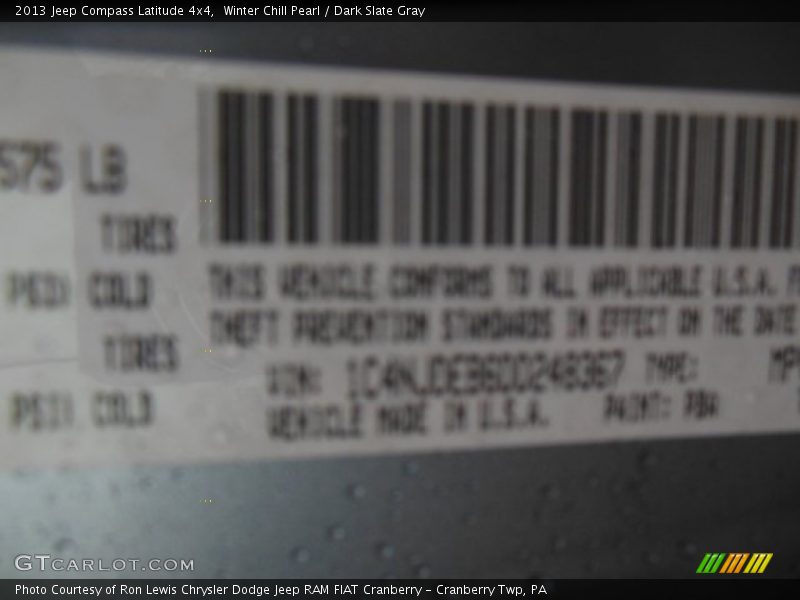 2013 Jeep Compass Latitude 4x4,  Winter Chill Pearl / Dark Slate Gray
575 LB
TIRES
PSI) COLD
THIS VEHICLE CONFORMS TO ALL APPLICABLE U.S.A.
THEFT PREVENTION STANDARDS IN EFFECT ON THE DATE
TIRES
VIN: 1C4NJDEB6DD248367 TYPE: MP
PSI) COLD
VEHICLE MADE IN U.S.A. PAINT:
GTCARLOT.COM
Photo Courtesy of Ron Lewis Chrysler Dodge Jeep RAM FIAT Cranberry – Cranberry Twp, PA